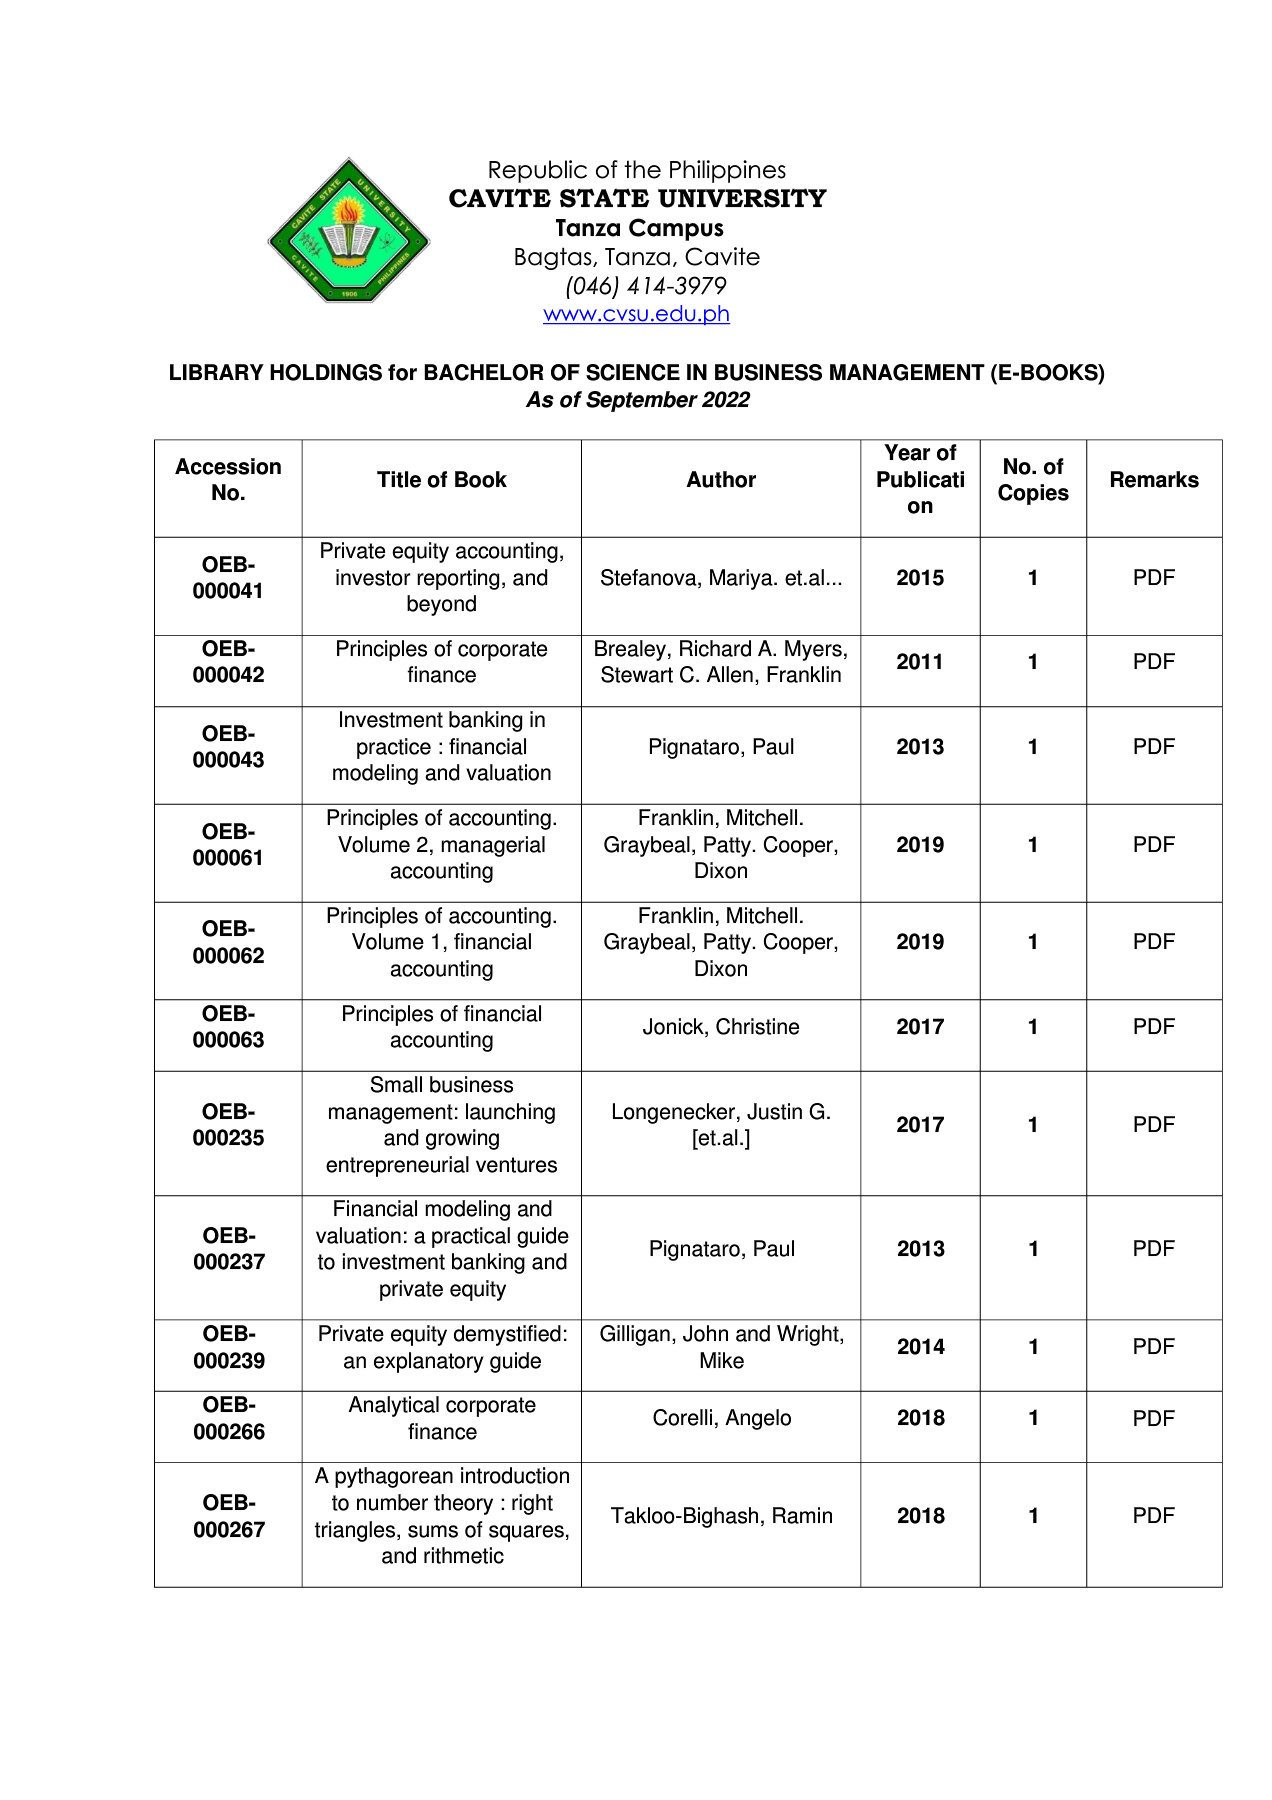 Republic of the Philippines
CAVITE STATE UNIVERSITY
Tanza Campus
Bagtas, Tanza, Cavite
(046) 414-3979
www.cvsu.edu.ph
CAVITE STATE UNIVERSITY
CAVITE PHILIPPINES
1906
LIBRARY HOLDINGS for BACHELOR OF SCIENCE IN BUSINESS MANAGEMENT (E-BOOKS)
As of September 2022
Accession
No.
Title of Book
Author
Year of
Publicati
on
No. of
Copies
Remarks
OEB-
000041
Private equity accounting,
investor reporting, and
beyond
Stefanova, Mariya. et.al...
2015
1
PDF
OEB-
000042
Principles of corporate
finance
Brealey, Richard A. Myers,
Stewart C. Allen, Franklin
2011
1
PDF
OEB-
000043
Investment banking in
practice : financial
modeling and valuation
Pignataro, Paul
2013
1
PDF
OEB-
000061
Principles of accounting.
Volume 2, managerial
accounting
Franklin, Mitchell.
Graybeal, Patty. Cooper,
Dixon
2019
1
PDF
OEB-
000062
Principles of accounting.
Volume 1, financial
accounting
Franklin, Mitchell.
Graybeal, Patty. Cooper,
Dixon
2019
1
PDF
OEB-
000063
Principles of financial
accounting
Jonick, Christine
2017
1
PDF
OEB-
000235
Small business
management: launching
and growing
entrepreneurial ventures
Longenecker, Justin G.
[et.al.]
2017
1
PDF
OEB-
000237
Financial modeling and
valuation: a practical guide
to investment banking and
private equity
Pignataro, Paul
2013
1
PDF
OEB-
000239
Private equity demystified:
an explanatory guide
Gilligan, John and Wright,
Mike
2014
1
PDF
OEB-
000266
Analytical corporate
finance
Corelli, Angelo
2018
1
PDF
OEB-
000267
A pythagorean introduction
to number theory : right
triangles, sums of squares,
and rithmetic
Takloo-Bighash, Ramin
2018
1
PDF